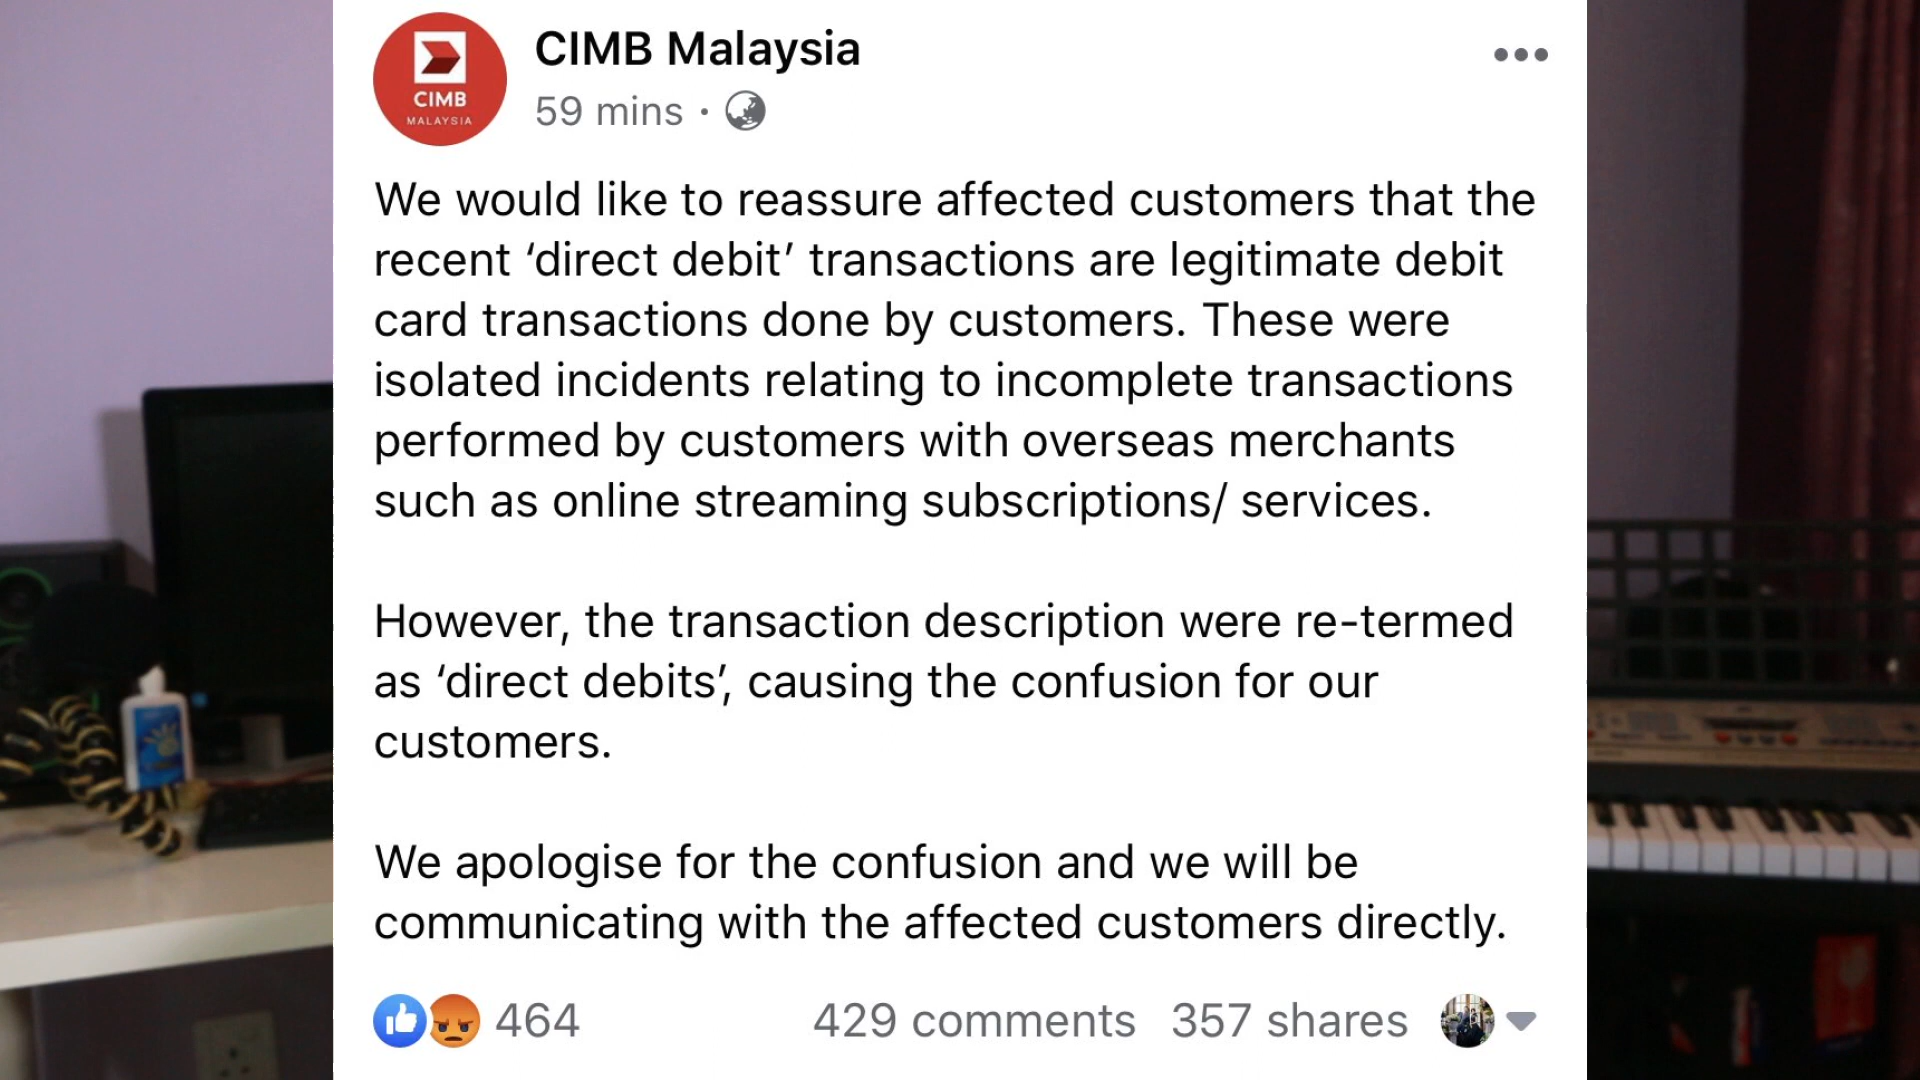 CIMB
MALAYSIA
CIMB Malaysia
59 mins ·
We would like to reassure affected customers that the
recent ‘direct debit’ transactions are legitimate debit
card transactions done by customers. These were
isolated incidents relating to incomplete transactions
performed by customers with overseas merchants
such as online streaming subscriptions/ services.
However, the transaction description were re-termed
as ‘direct debits’, causing the confusion for our
customers.
We apologise for the confusion and we will be
communicating with the affected customers directly.
464
429 comments 357 shares